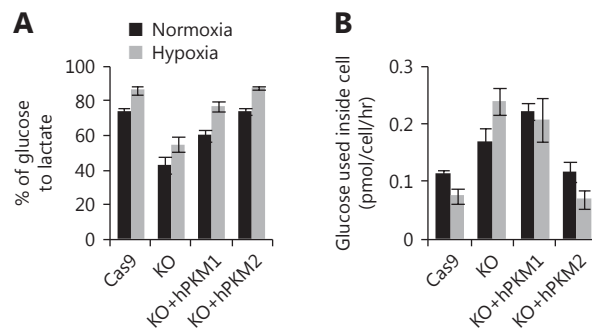 A
Normoxia
Hypoxia
% of glucose
to lactate
100
80
60
40
20
0
Cas9
KO
KO+hPKM1
KO+hPKM2
B
Glucose used inside cell
(pmol/cell/hr)
0.3
0.2
0.1
0
Cas9
KO
KO+hPKM1
KO+hPKM2